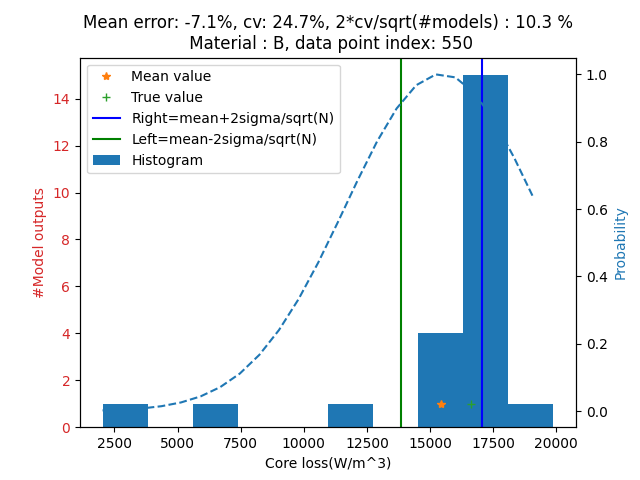 Mean error: -7.1%, cv: 24.7%, 2*cv/sqrt(#models) : 10.3 %
Material : B, data point index: 550
Mean value
True value
Right=mean+2sigma/sqrt(N)
Left=mean-2sigma/sqrt(N)
Histogram
#Model outputs
14
12
10
8
6
4
2
0
1.0
0.8
0.6
0.4
0.2
0.0
Probability
2500
5000
7500
10000
12500
15000
17500
20000
Core loss(W/m^3)